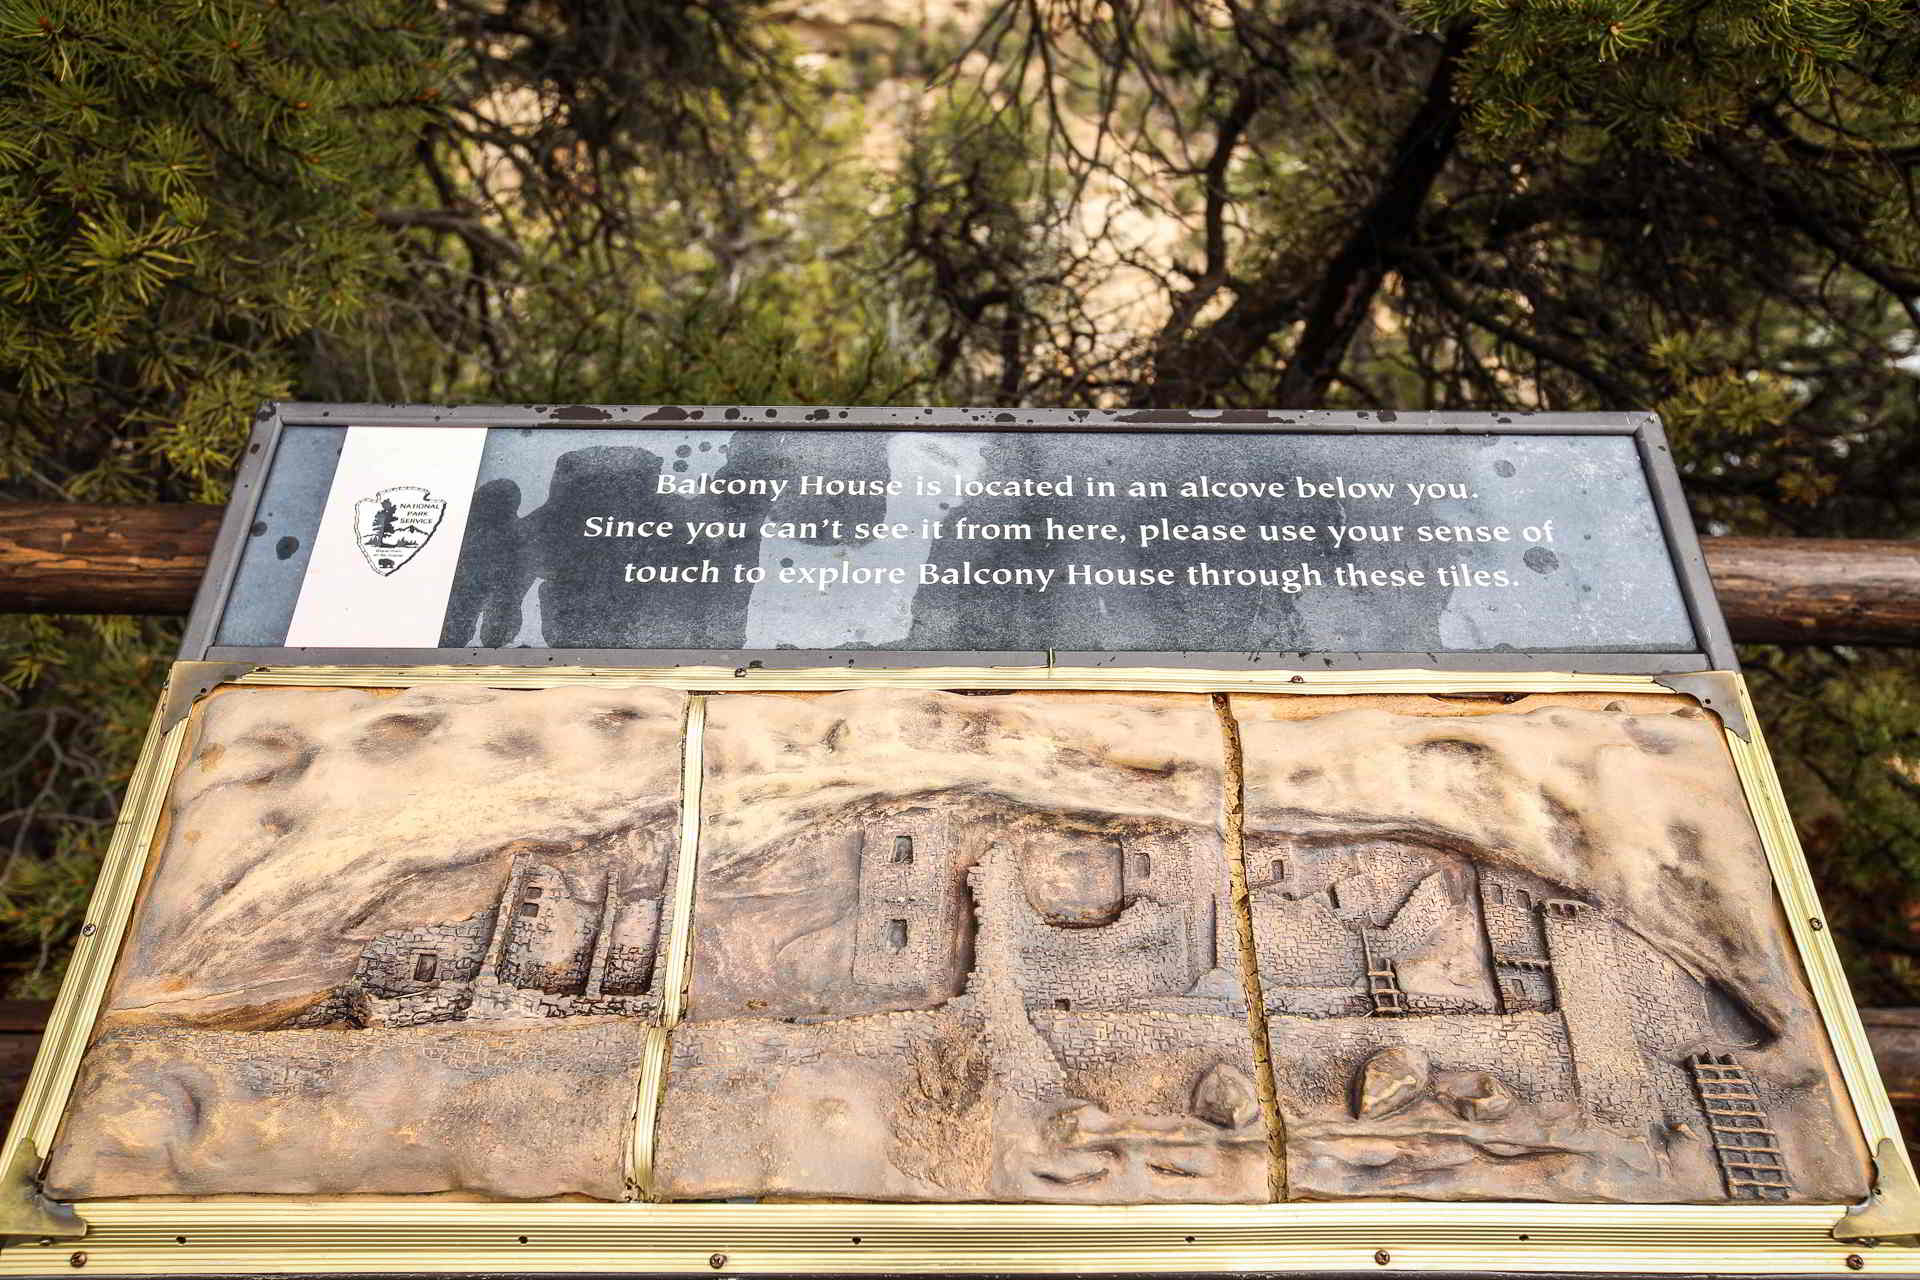 Balcony House is located in an alcove below you.
Since you can't see it from here, please use your sense of
touch to explore Balcony House through these tiles.
NATIONAL
PARK
SERVICE